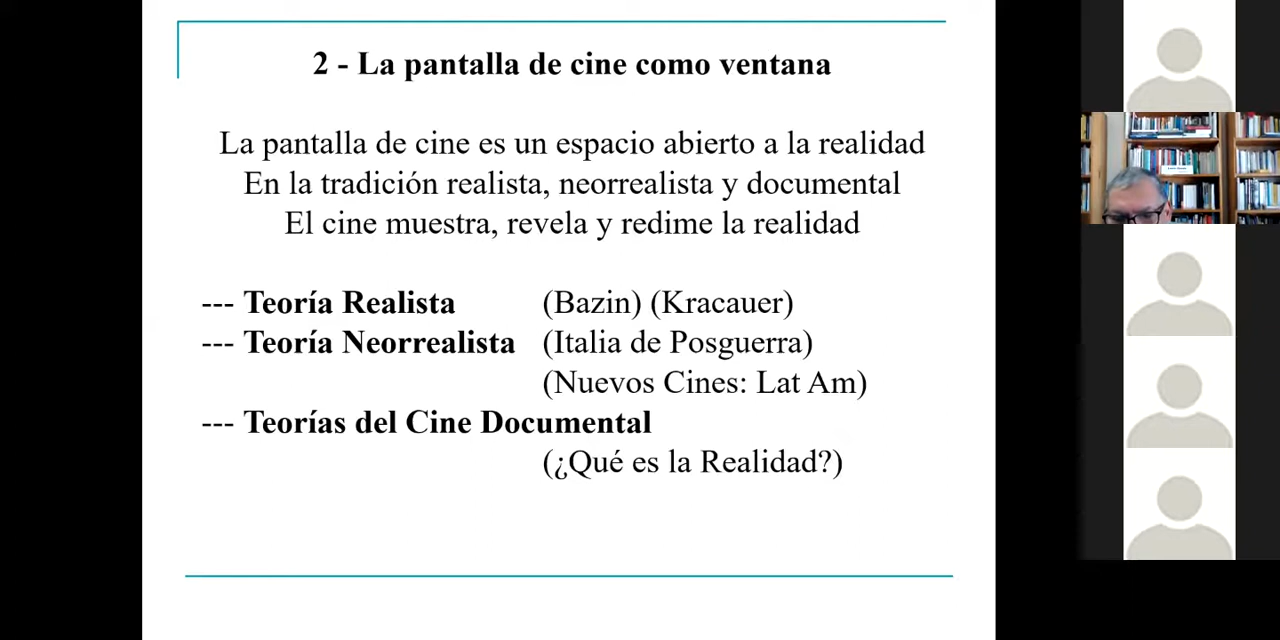 2 - La pantalla de cine como ventana
La pantalla de cine es un espacio abierto a la realidad
En la tradición realista, neorrealista y documental
El cine muestra, revela y redime la realidad
--- Teoría Realista (Bazin) (Kracauer)
--- Teoría Neorrealista (Italia de Posguerra)
(Nuevos Cines: Lat Am)
--- Teorías del Cine Documental
(¿Qué es la Realidad?)